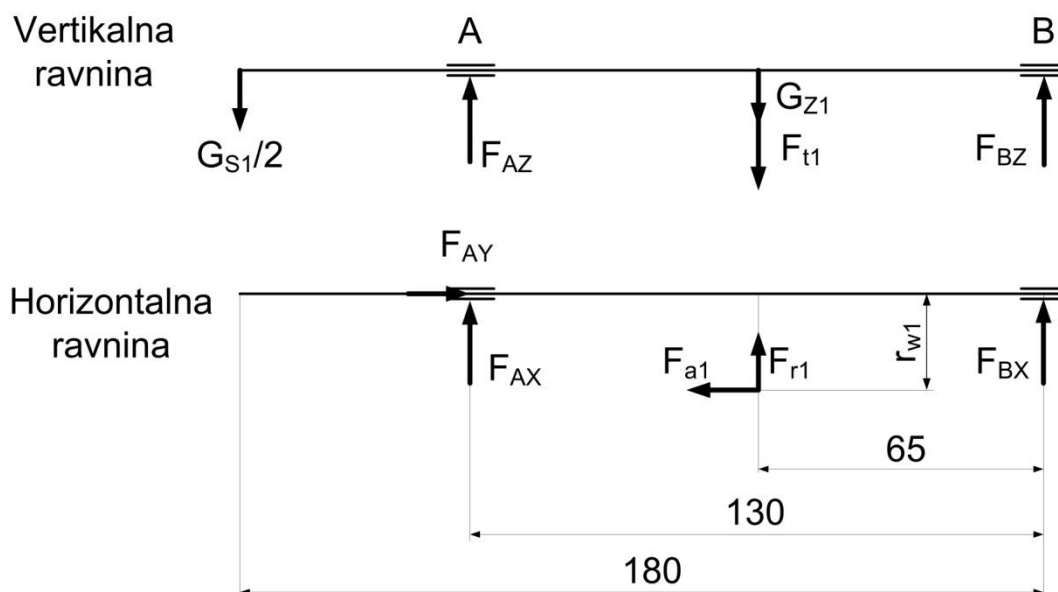 Vertikalna
ravnina
A
B
G_S1/2
F_AZ
G_Z1
F_t1
F_BZ
Horizontalna
ravnina
F_AY
F_AX
F_a1
F_r1
r_w1
F_BX
65
130
180